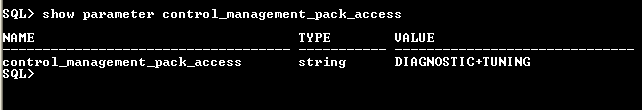 SQL> show parameter control_management_pack_access
NAME TYPE VALUE
------------------------------------ ----------- ------------------------------
control_management_pack_access string DIAGNOSTIC+TUNING
SQL>